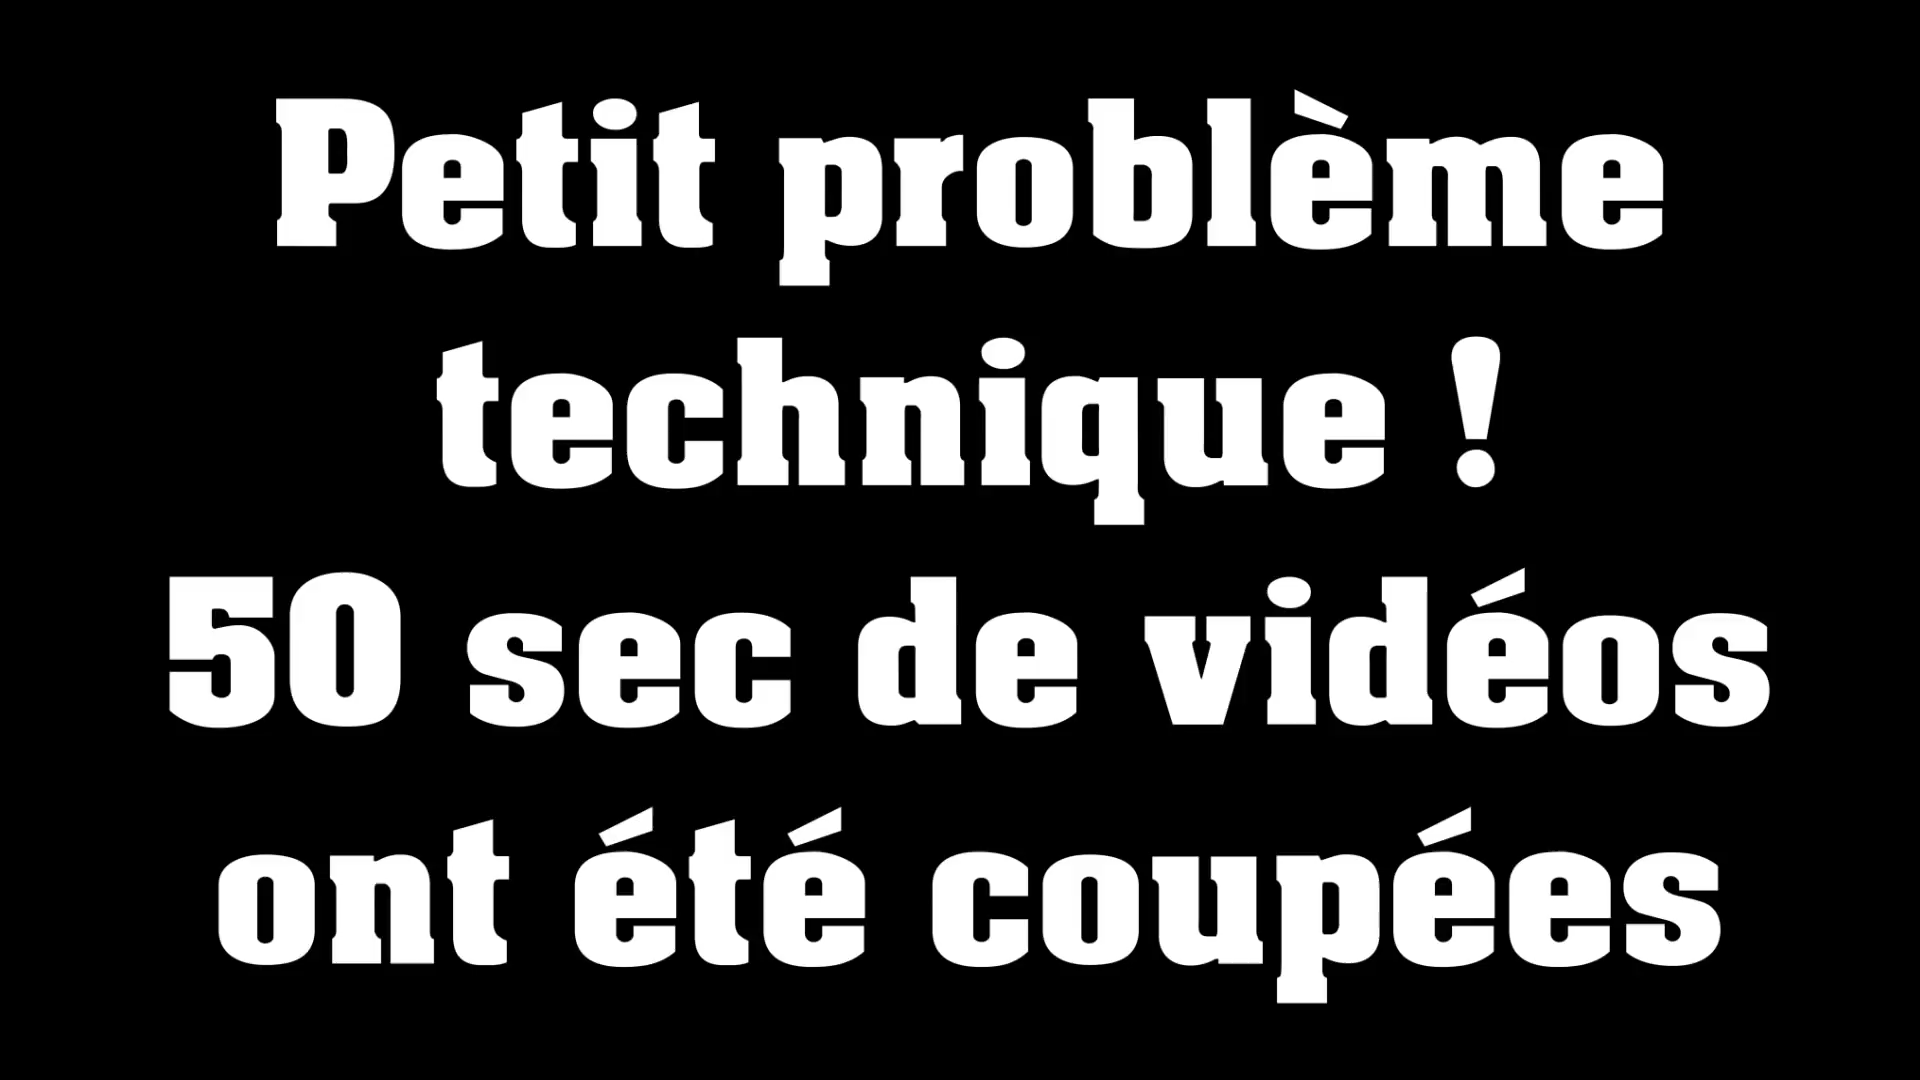 Petit problème
technique !
50 sec de vidéos
ont été coupées